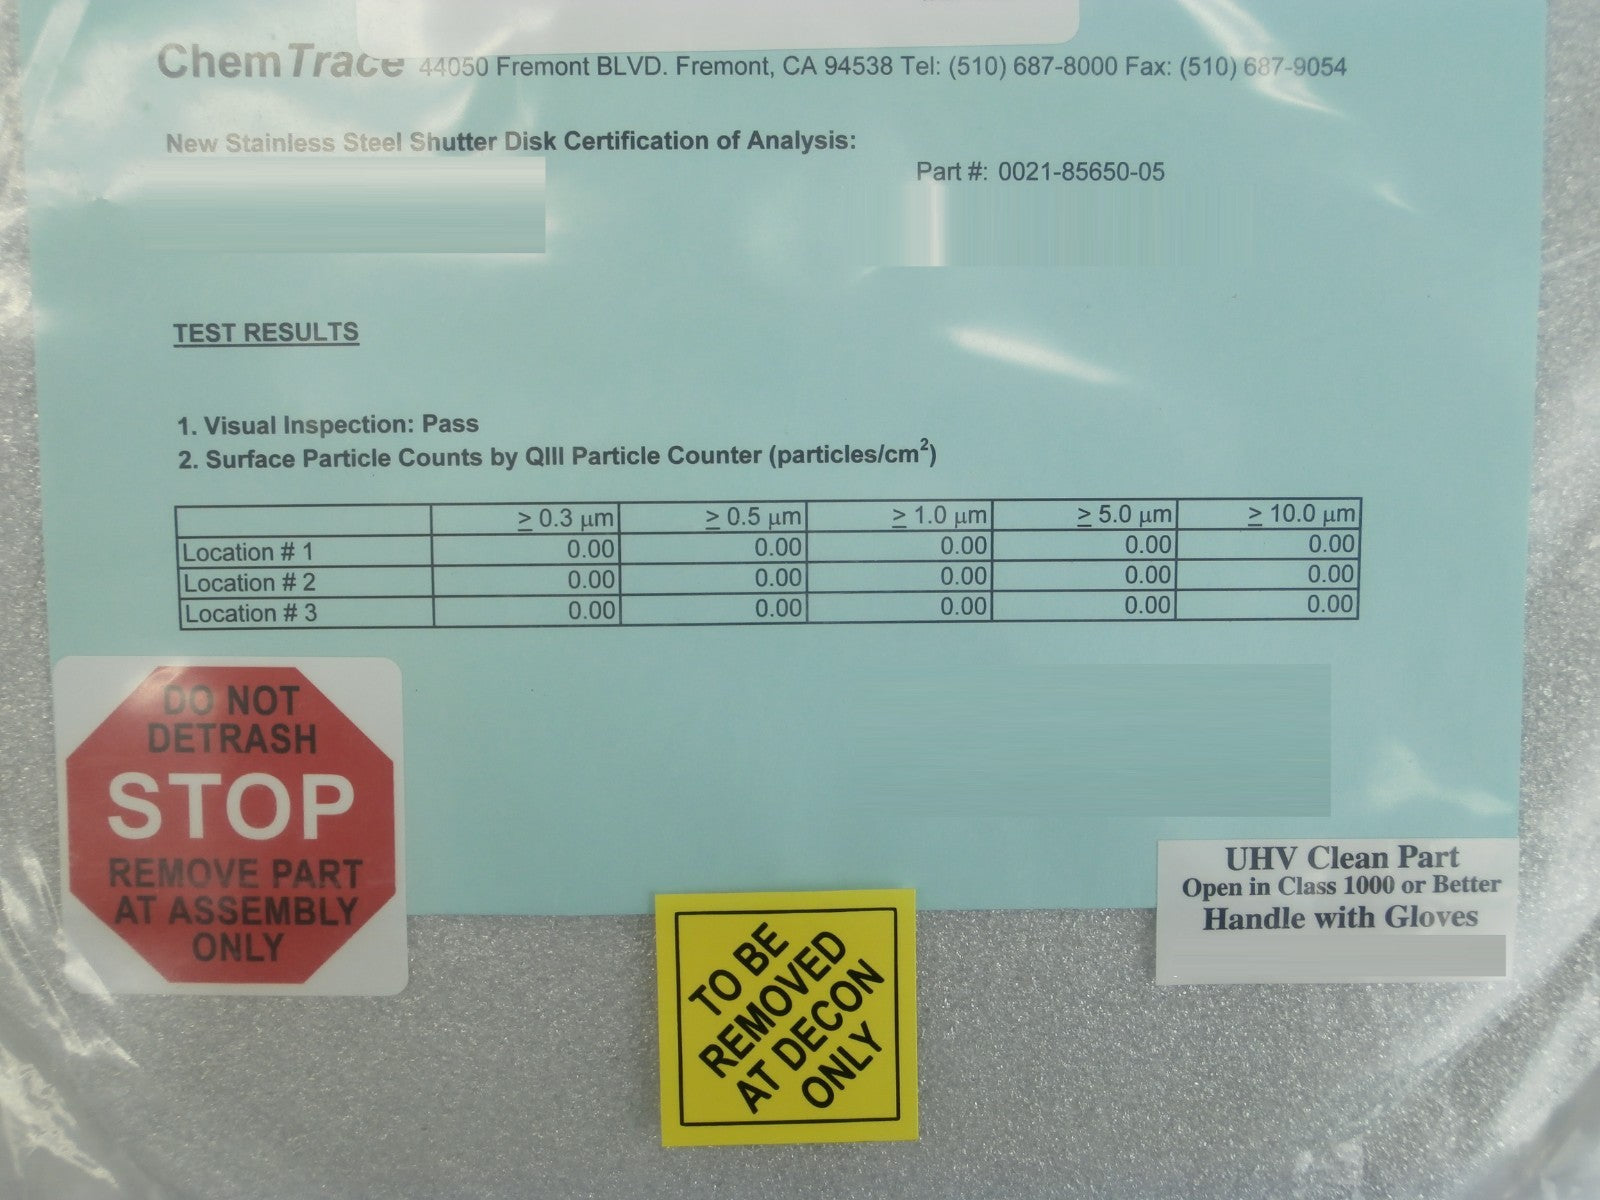 ChemTrace 44050 Fremont BLVD. Fremont, CA 94538 Tel: (510) 687-8000 Fax: (510) 687-9054
New Stainless Steel Shutter Disk Certification of Analysis:
Part #: 0021-85650-05
TEST RESULTS
1. Visual Inspection: Pass
2. Surface Particle Counts by QIII Particle Counter (particles/cm²)
≥ 0.3 μm ≥ 0.5 μm ≥ 1.0 μm ≥ 5.0 μm ≥ 10.0 μm
Location # 1 0.00 0.00 0.00 0.00 0.00
Location # 2 0.00 0.00 0.00 0.00 0.00
Location # 3 0.00 0.00 0.00 0.00 0.00
DO NOT
DETRASH
STOP
REMOVE PART
AT ASSEMBLY
ONLY
TO BE
REMOVED
AT DECON
ONLY
UHV Clean Part
Open in Class 1000 or Better
Handle with Gloves